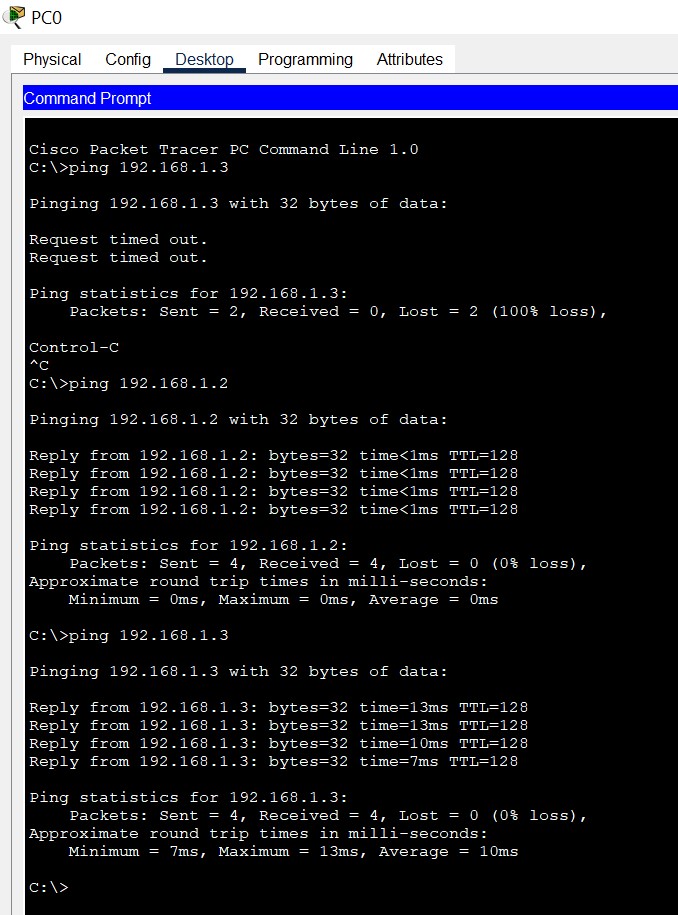 PC0
Physical Config Desktop Programming Attributes
Command Prompt
Cisco Packet Tracer PC Command Line 1.0
C:\>ping 192.168.1.3
Pinging 192.168.1.3 with 32 bytes of data:
Request timed out.
Request timed out.
Ping statistics for 192.168.1.3:
    Packets: Sent = 2, Received = 0, Lost = 2 (100% loss),
Control-C
^C
C:\>ping 192.168.1.2
Pinging 192.168.1.2 with 32 bytes of data:
Reply from 192.168.1.2: bytes=32 time<1ms TTL=128
Reply from 192.168.1.2: bytes=32 time<1ms TTL=128
Reply from 192.168.1.2: bytes=32 time<1ms TTL=128
Reply from 192.168.1.2: bytes=32 time<1ms TTL=128
Ping statistics for 192.168.1.2:
    Packets: Sent = 4, Received = 4, Lost = 0 (0% loss),
Approximate round trip times in milli-seconds:
    Minimum = 0ms, Maximum = 0ms, Average = 0ms
C:\>ping 192.168.1.3
Pinging 192.168.1.3 with 32 bytes of data:
Reply from 192.168.1.3: bytes=32 time=13ms TTL=128
Reply from 192.168.1.3: bytes=32 time=13ms TTL=128
Reply from 192.168.1.3: bytes=32 time=10ms TTL=128
Reply from 192.168.1.3: bytes=32 time=7ms TTL=128
Ping statistics for 192.168.1.3:
    Packets: Sent = 4, Received = 4, Lost = 0 (0% loss),
Approximate round trip times in milli-seconds:
    Minimum = 7ms, Maximum = 13ms, Average = 10ms
C:\>